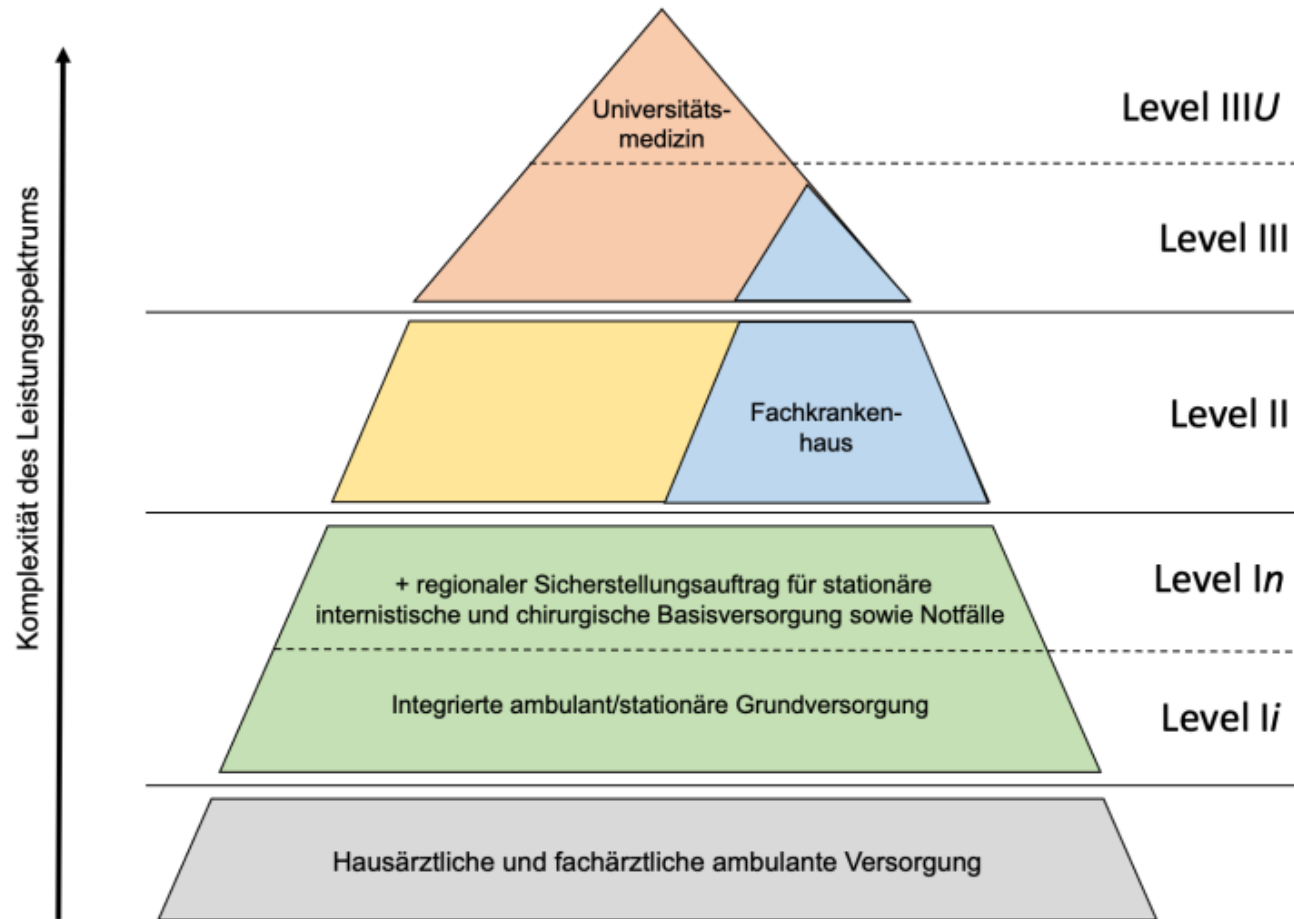 Komplexität des Leistungsspektrums
Universitäts-
medizin
Level IIIU
Level III
Fachkranken-
haus
Level II
+ regionaler Sicherstellungsauftrag für stationäre
internistische und chirurgische Basisversorgung sowie Notfälle
Level In
Integrierte ambulant/stationäre Grundversorgung
Level Ii
Hausärztliche und fachärztliche ambulante Versorgung